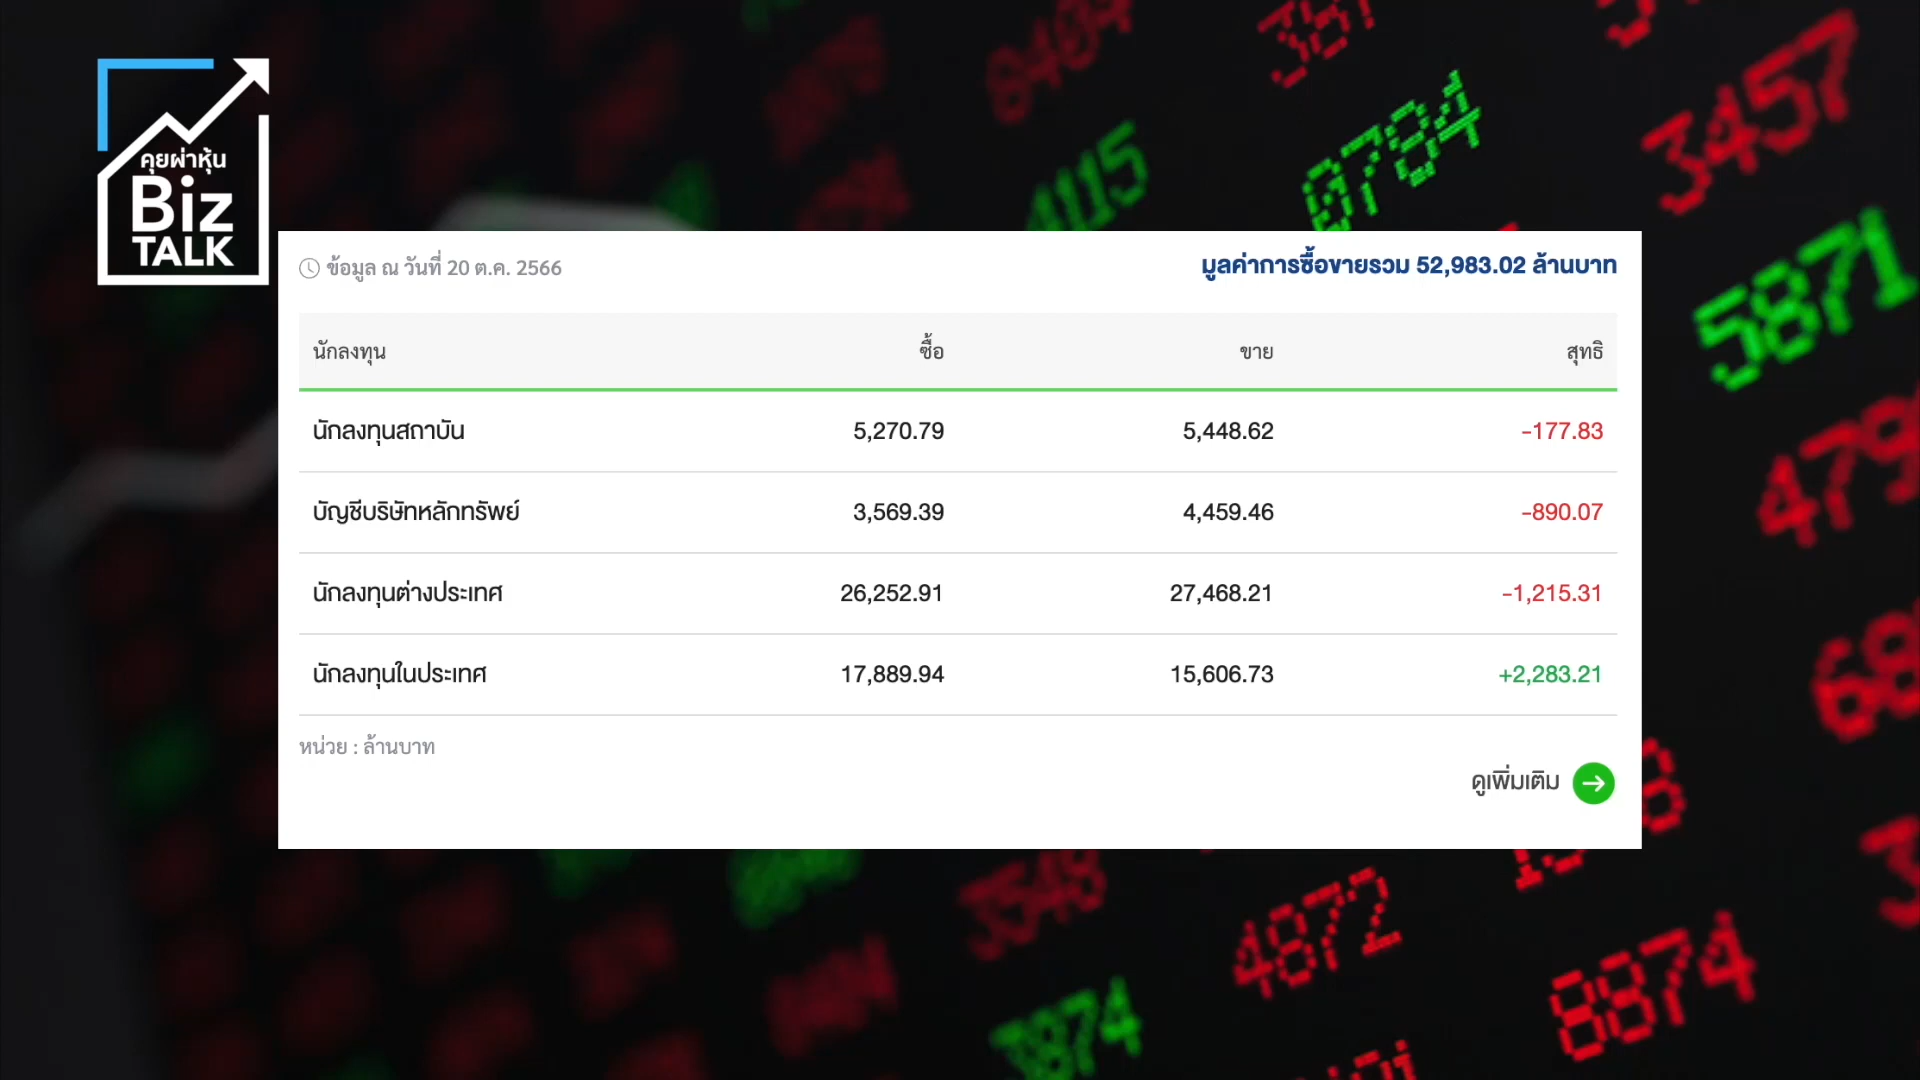 คุยผ่าหุ้น
Biz
TALK
ข้อมูล ณ วันที่ 20 ต.ค. 2566
มูลค่าการซื้อขายรวม 52,983.02 ล้านบาท
นักลงทุน ซื้อ ขาย สุทธิ
นักลงทุนสถาบัน 5,270.79 5,448.62 -177.83
บัญชีบริษัทหลักทรัพย์ 3,569.39 4,459.46 -890.07
นักลงทุนต่างประเทศ 26,252.91 27,468.21 -1,215.31
นักลงทุนในประเทศ 17,889.94 15,606.73 +2,283.21
หน่วย : ล้านบาท
ดูเพิ่มเติม
8404
4115
0784
3457
5871
3548
4872
8874